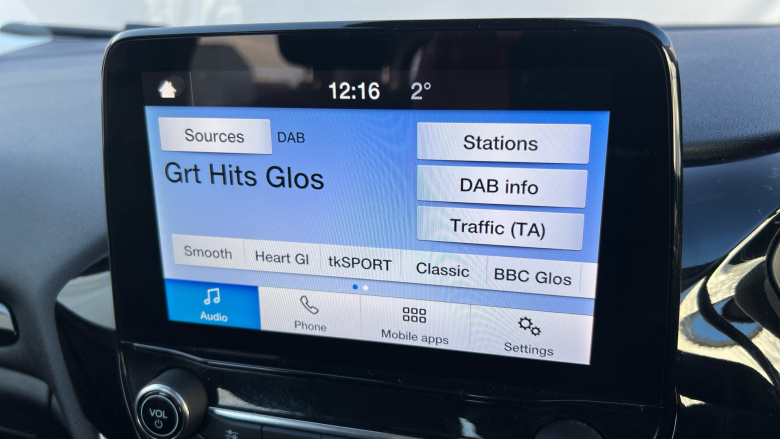 12:16 2°
Sources DAB
Stations
Grt Hits Glos
DAB info
Traffic (TA)
Smooth Heart Gl tkSPORT Classic BBC Glos
Audio Phone Mobile apps Settings
VOL